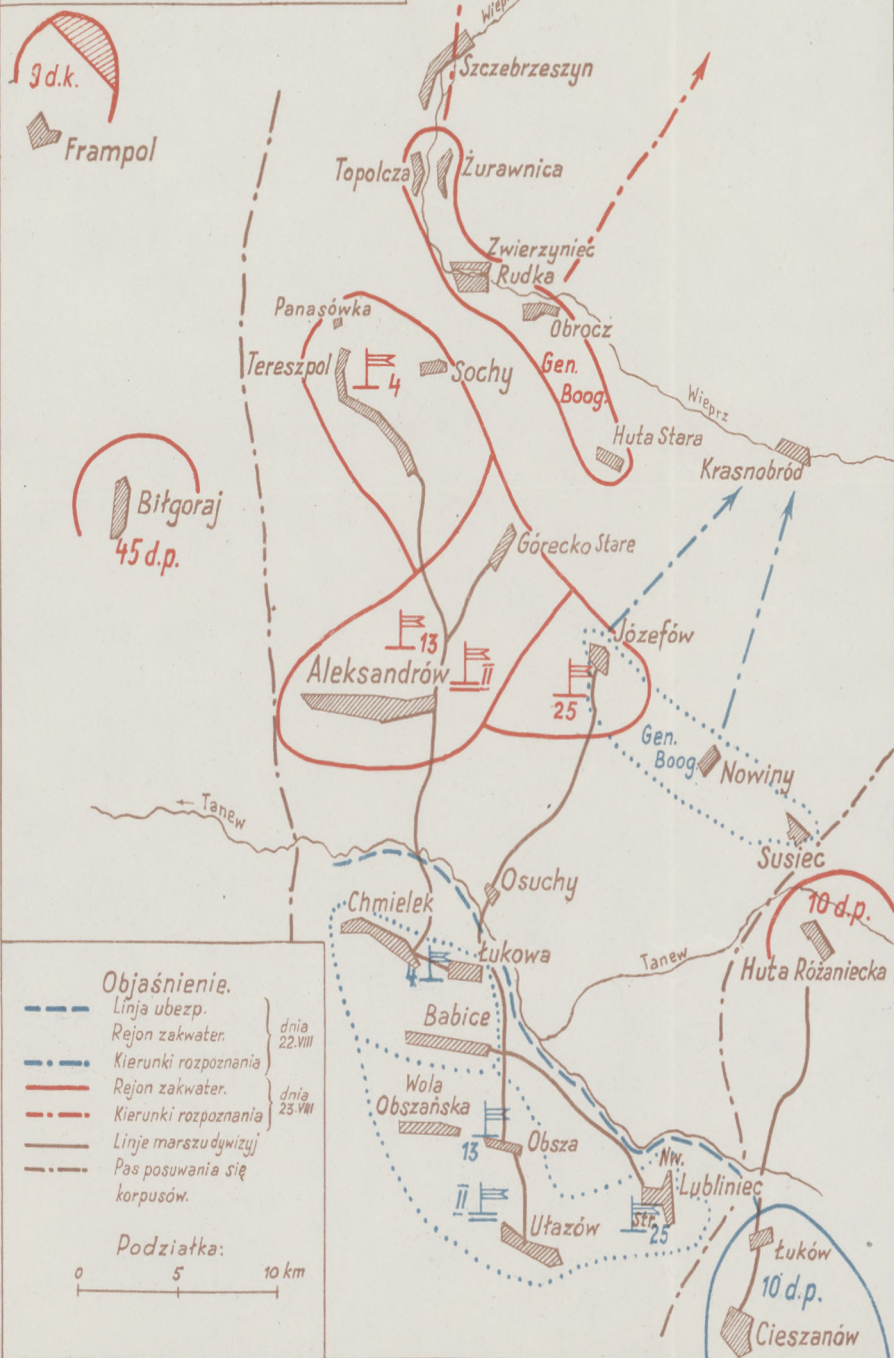 Wieprz
Szczebrzeszyn
9 d.k.
Frampol
Topolcza
Żurawnica
Zwierzyniec
Rudka
Obrocz
Panasówka
Tereszpol
4
Sochy
Gen.
Boog.
Wieprz
Huta Stara
Krasnobród
Biłgoraj
45 d.p.
Górecko Stare
13
Józefów
Aleksandrów
II
25
Gen.
Boog.
Nowiny
← Tanew
Susiec
Osuchy
Chmielek
10 d.p.
Łukowa
4
Tanew
Huta Różaniecka
Babice
Wola
Obszańska
13
Obsza
Nw.
Lubliniec
str.
25
II
Ułazów
Łuków
10 d.p.
Cieszanów
Objaśnienie.
Linja ubezp.
Rejon zakwater.
Kierunki rozpoznania
dnia
22.VIII
Rejon zakwater.
Kierunki rozpoznania
dnia
23.VIII
Linje marszu dywizyj
Pas posuwania się
korpusów.
Podziałka:
0 5 10 km